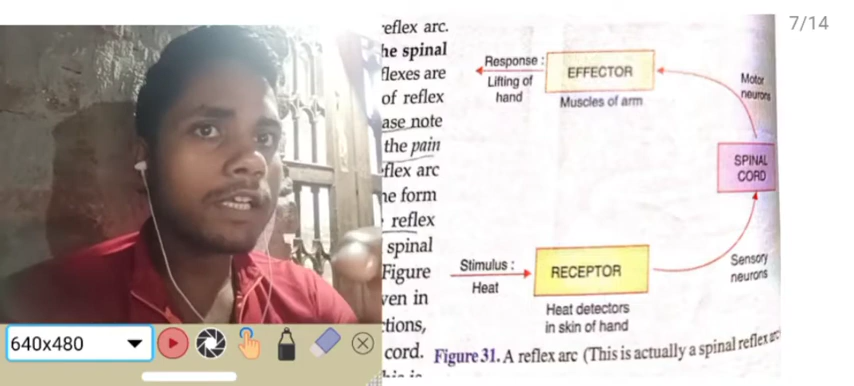 7/14
reflex arc.
he spinal
flexes are
of reflex
ase note
the pain
flex arc
he form
reflex
spinal
Figure
ven in
ctions,
cord.
Response :
Lifting of
hand
EFFECTOR
Muscles of arm
Motor
neurons
SPINAL
CORD
Sensory
neurons
Stimulus :
Heat
RECEPTOR
Heat detectors
in skin of hand
Figure 31. A reflex arc (This is actually a spinal reflex arc
640x480